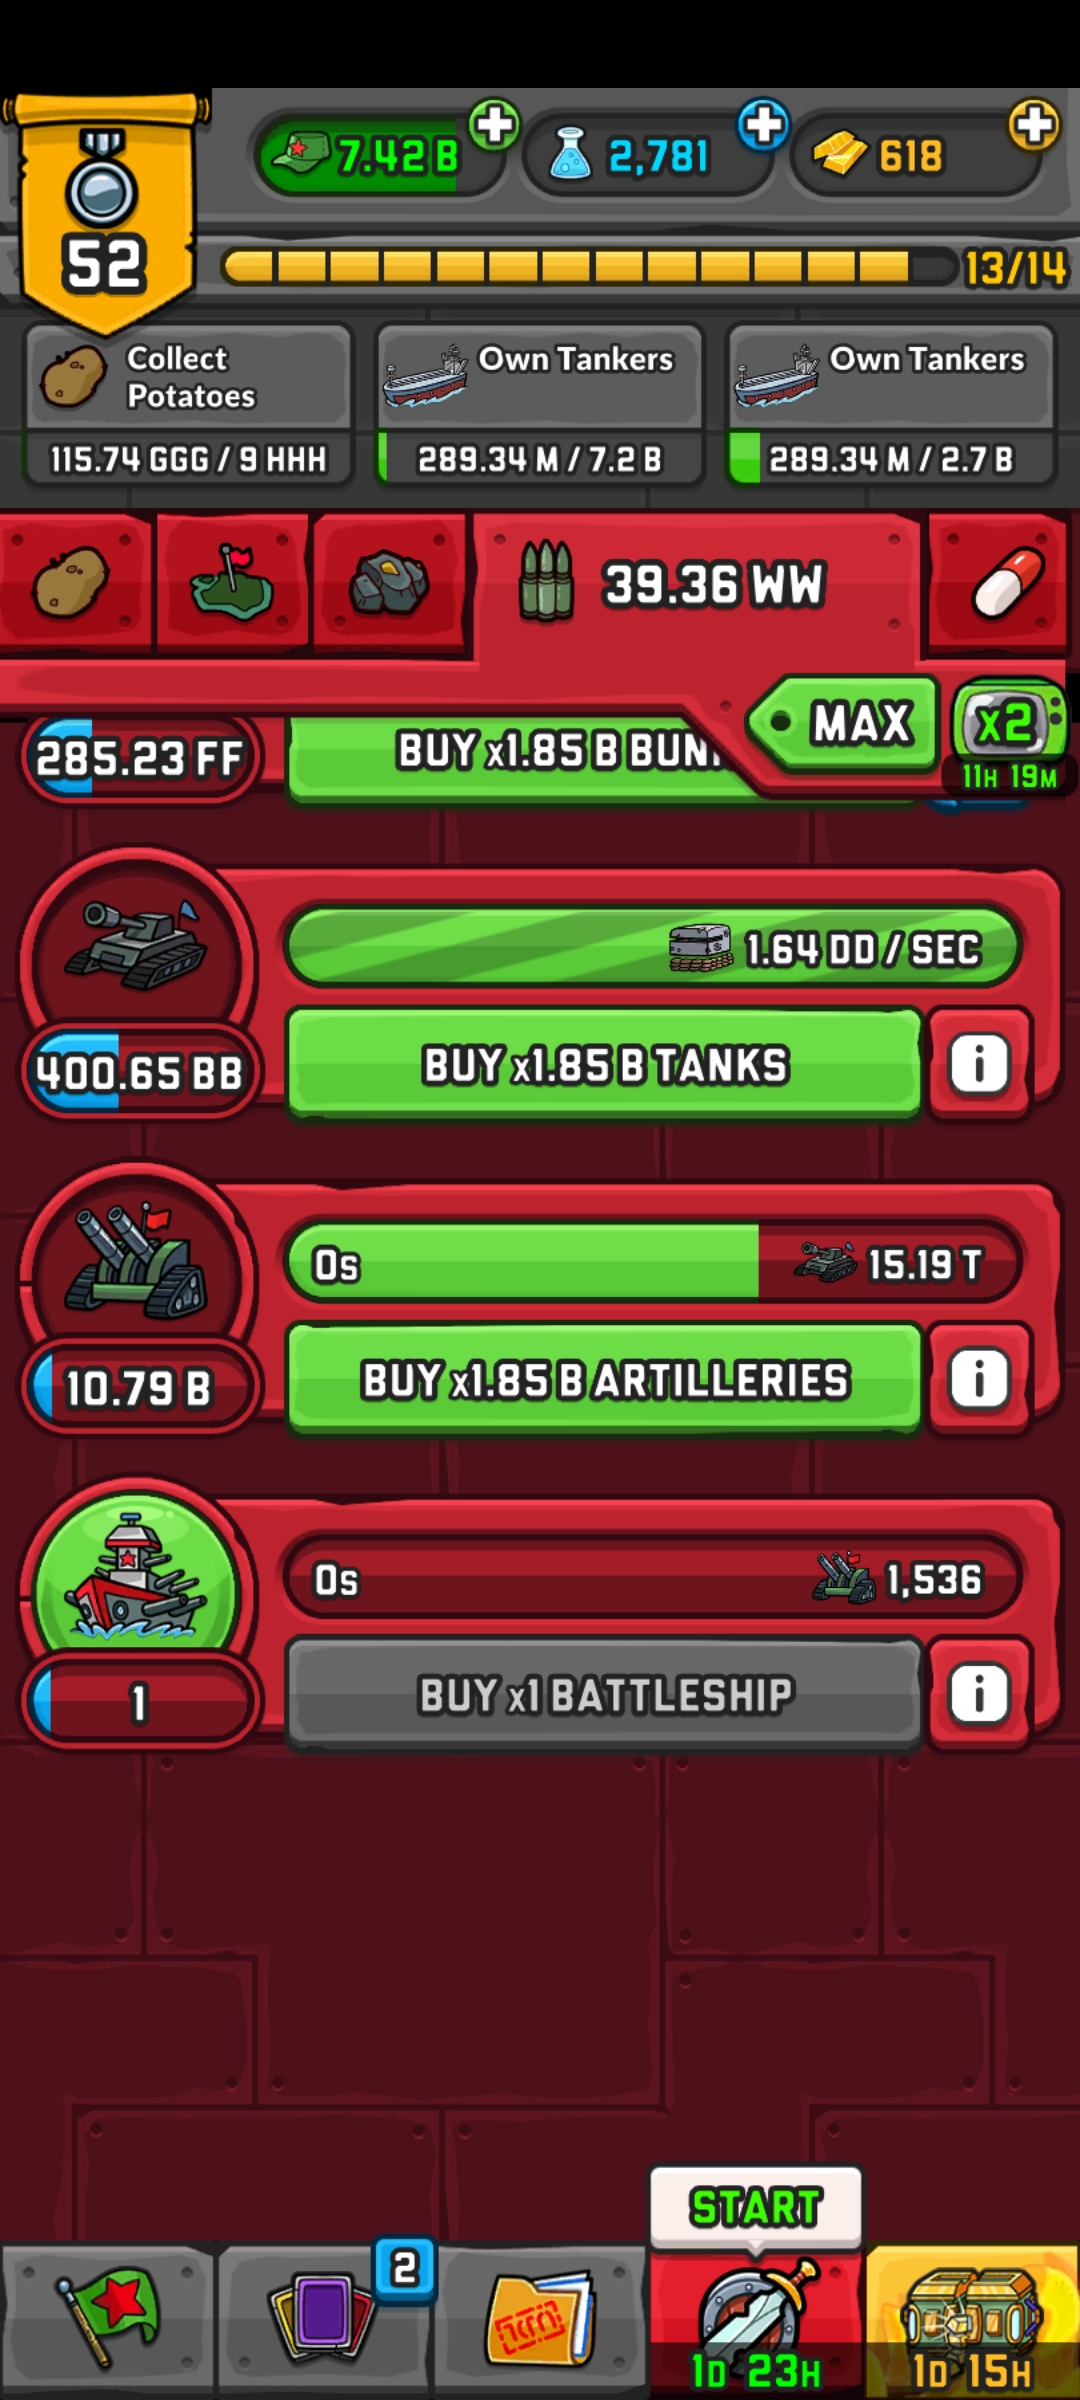 7.42 B
2,781
618
52
13/14
Collect
Potatoes
115.74 GGG / 9 HHH
Own Tankers
289.34 M / 7.2 B
Own Tankers
289.34 M / 2.7 B
39.36 WW
MAX
x2
11H 19M
285.23 FF
BUY x1.85 B
1.64 DD / SEC
400.65 BB
BUY x1.85 B TANKS
i
0s
15.19 T
10.79 B
BUY x1.85 B ARTILLERIES
i
0s
1,536
1
BUY x1 BATTLESHIP
i
START
2
1D 23H
1D 15H